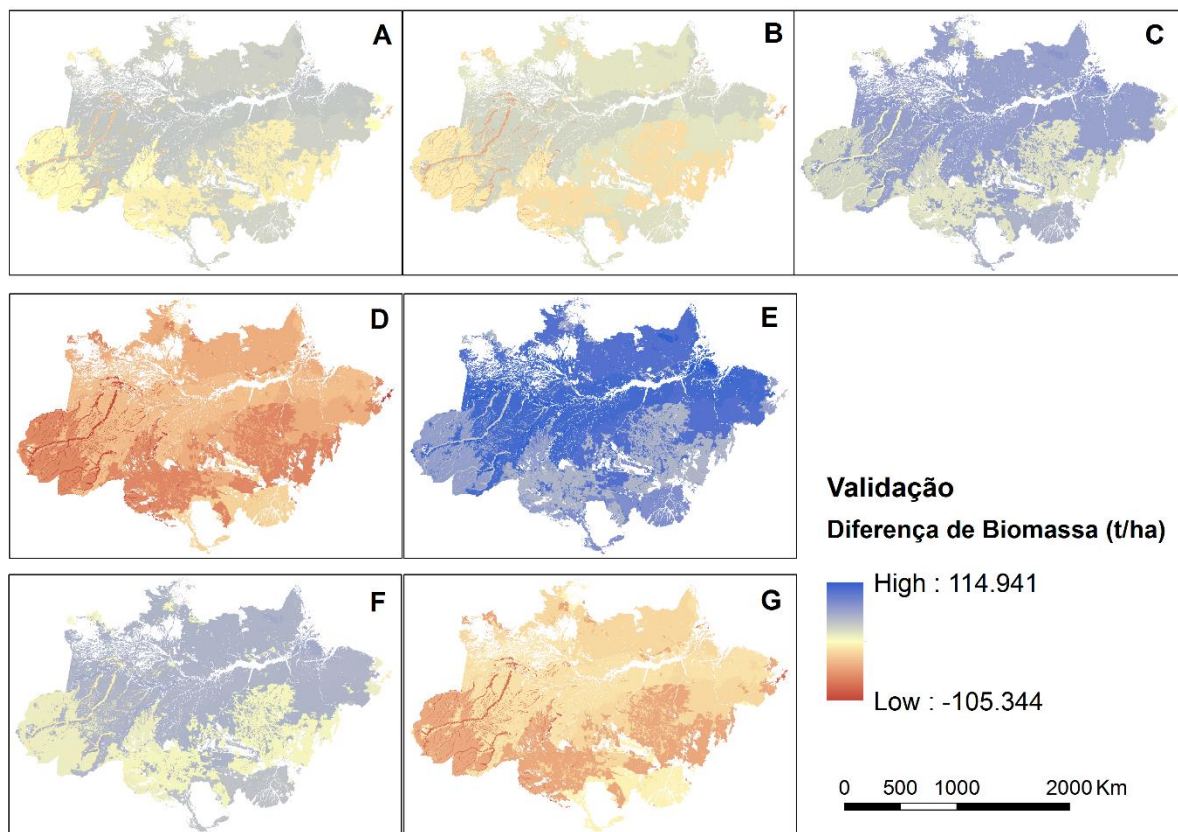 A
B
C
D
E
Validação
Diferença de Biomassa (t/ha)
High : 114.941
Low : -105.344
F
G
0 500 1000 2000 Km